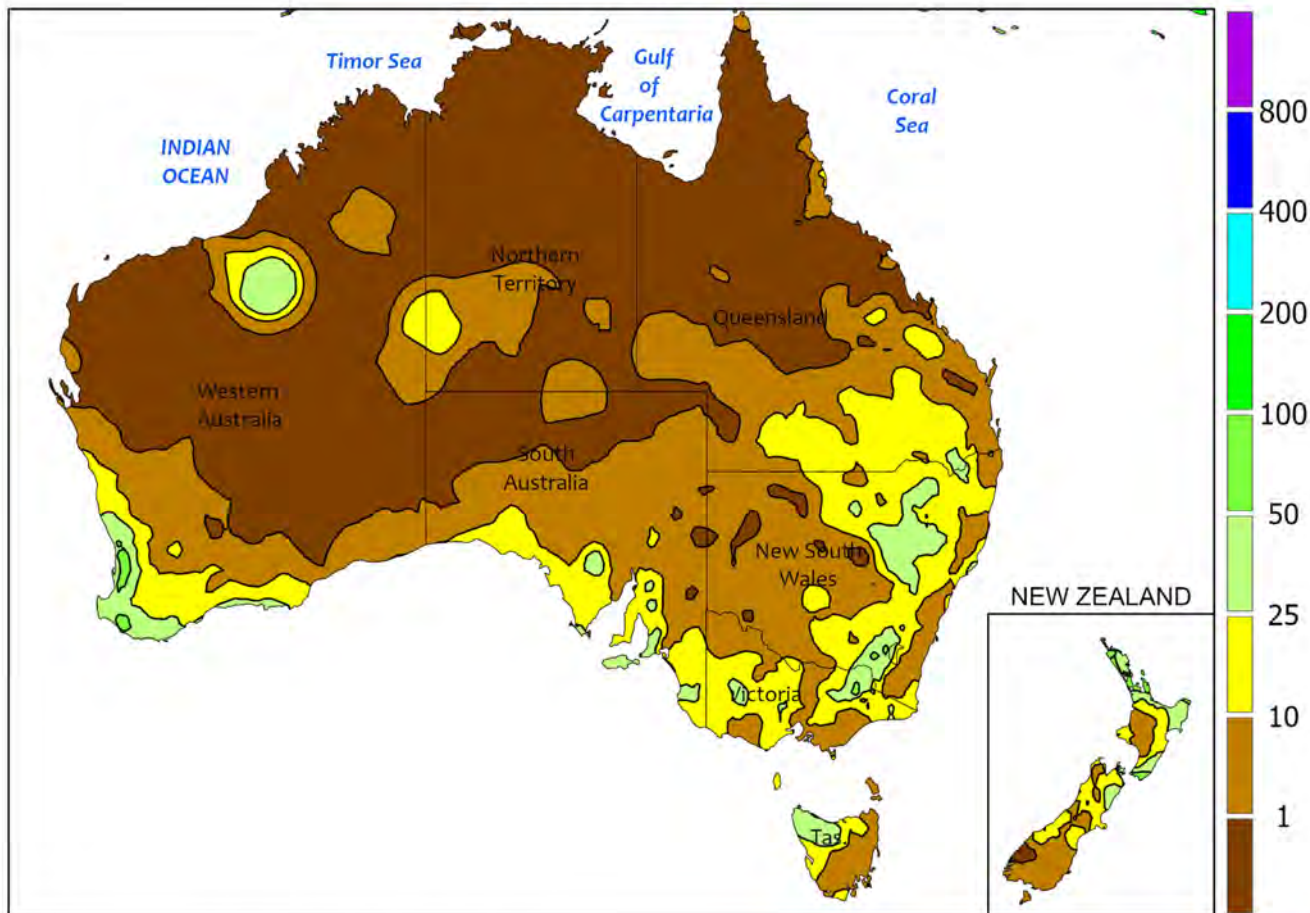 Timor Sea
Gulf
of
Carpentaria
Coral
Sea
INDIAN
OCEAN
Northern
Territory
Queensland
Western
Australia
South
Australia
New South
Wales
Victoria
Tas.
NEW ZEALAND
800
400
200
100
50
25
10
1